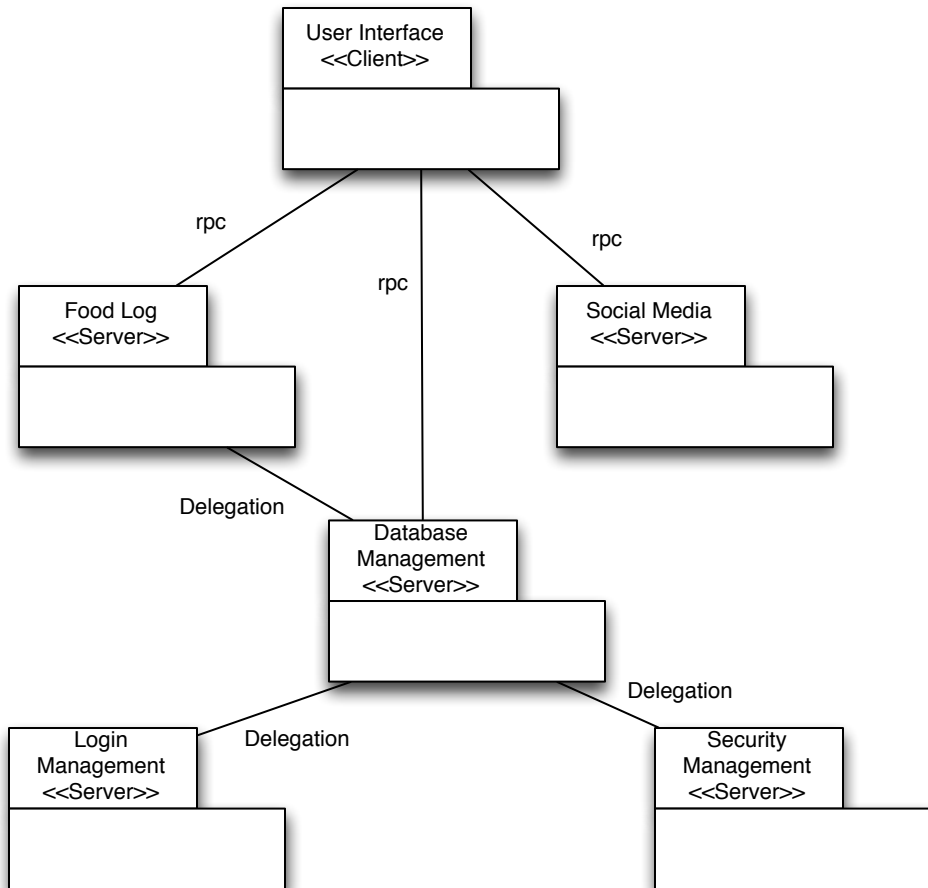 User Interface
<<Client>>
rpc
rpc
rpc
Food Log
<<Server>>
Social Media
<<Server>>
Delegation
Database
Management
<<Server>>
Delegation
Delegation
Login
Management
<<Server>>
Security
Management
<<Server>>